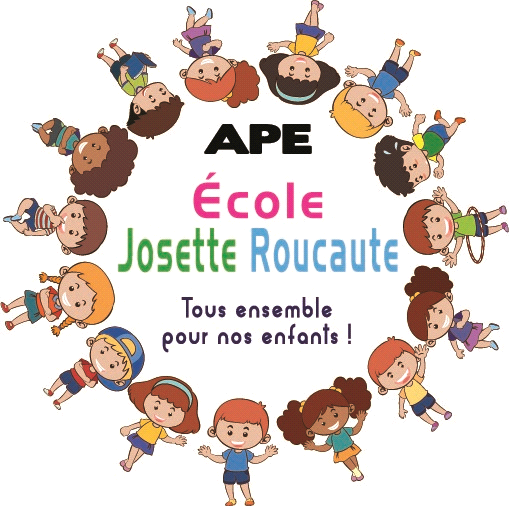 APE
École
Josette Roucaute
Tous ensemble
pour nos enfants !